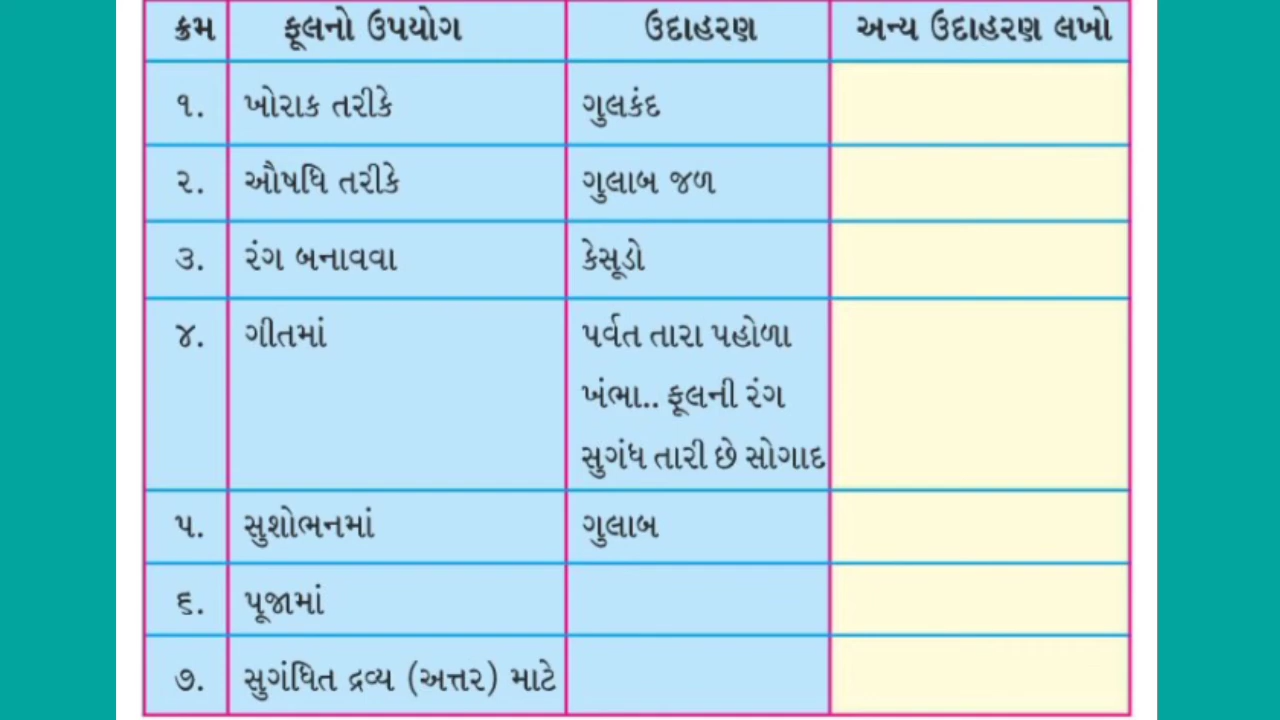 ક્રમ ફૂલનો ઉપયોગ ઉદાહરણ અન્ય ઉદાહરણ લખો
૧. ખોરાક તરીકે ગુલકંદ
૨. ઔષધિ તરીકે ગુલાબ જળ
૩. રંગ બનાવવા કેસૂડો
૪. ગીતમાં પર્વત તારા પહોળા
ખંભા.. ફૂલની રંગ
સુગંધ તારી છે સોગાદ
૫. સુશોભનમાં ગુલાબ
૬. પૂજામાં
૭. સુગંધિત દ્રવ્ય (અત્તર) માટે